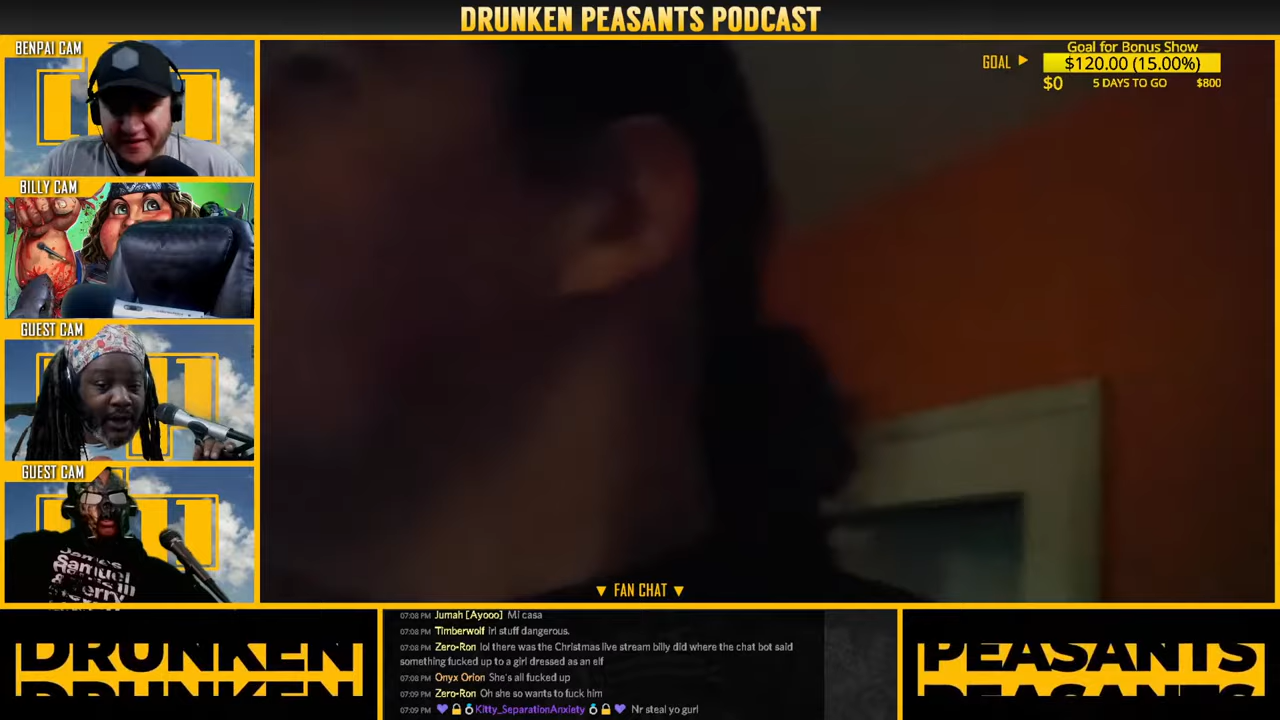 DRUNKEN PEASANTS PODCAST
BENPAI CAM
BILLY CAM
GUEST CAM
GUEST CAM
GOAL ▶
Goal for Bonus Show
$120.00 (15.00%)
$0 5 DAYS TO GO $800
Samuel
▼ FAN CHAT ▼
07:08 PM Jumah [Ayooo] Mi casa
07:08 PM Timberwolf irl stuff dangerous.
07:08 PM Zero-Ron lol there was the Christmas live stream billy did where the chat bot said
something fucked up to a girl dressed as an elf
07:08 PM Onyx Orion She's all fucked up
07:09 PM Zero-Ron Oh she so wants to fuck him
07:09 PM 💜🔒💍Kitty_SeparationAnxiety💍🔒💜 Nr steal yo gurl
DRUNKEN
DRUNKEN
PEASANTS
PEASANTS